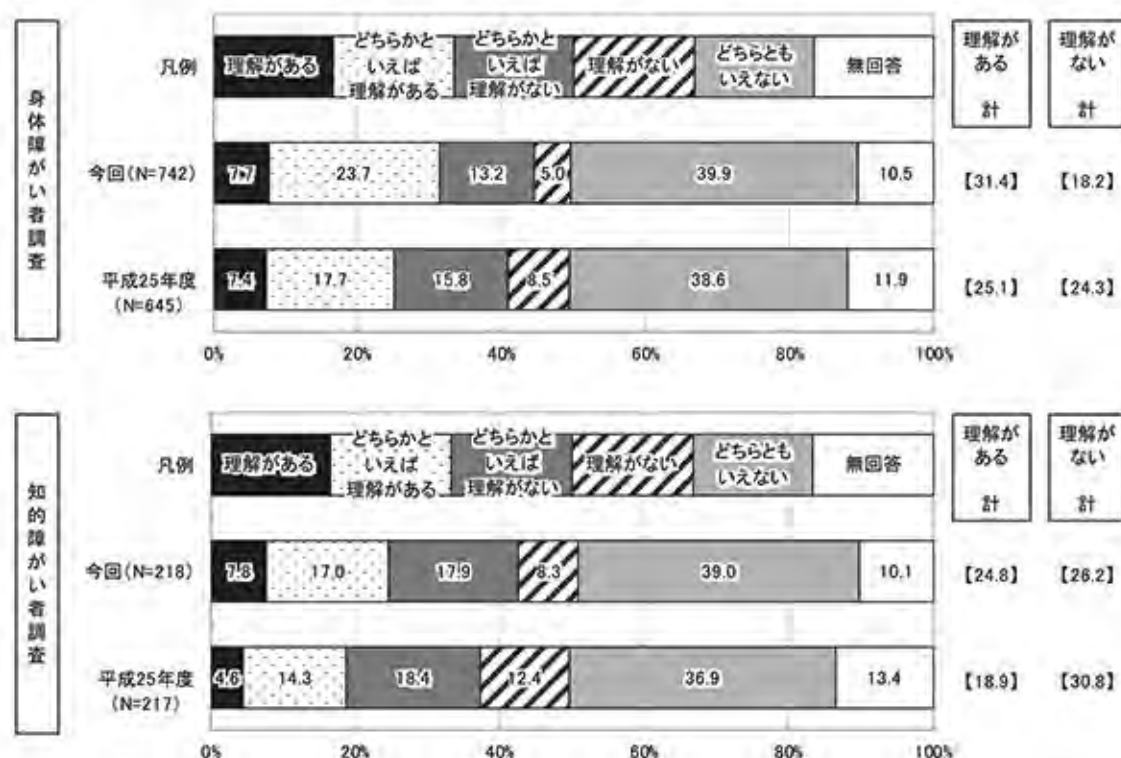 身体障がい者調査
凡例
理解がある
どちらかと
いえば
理解がある
どちらかと
いえば
理解がない
理解がない
どちらとも
いえない
無回答
理解が
ある
計
理解が
ない
計
今回(N=742)
7.7
23.7
13.2
5.0
39.9
10.5
【31.4】
【18.2】
平成25年度
(N=645)
7.4
17.7
15.8
8.5
38.6
11.9
【25.1】
【24.3】
0%
20%
40%
60%
80%
100%
知的障がい者調査
凡例
理解がある
どちらかと
いえば
理解がある
どちらかと
いえば
理解がない
理解がない
どちらとも
いえない
無回答
理解が
ある
計
理解が
ない
計
今回(N=218)
7.8
17.0
17.9
8.3
39.0
10.1
【24.8】
【26.2】
平成25年度
(N=217)
4.6
14.3
18.4
12.4
36.9
13.4
【18.9】
【30.8】
0%
20%
40%
60%
80%
100%